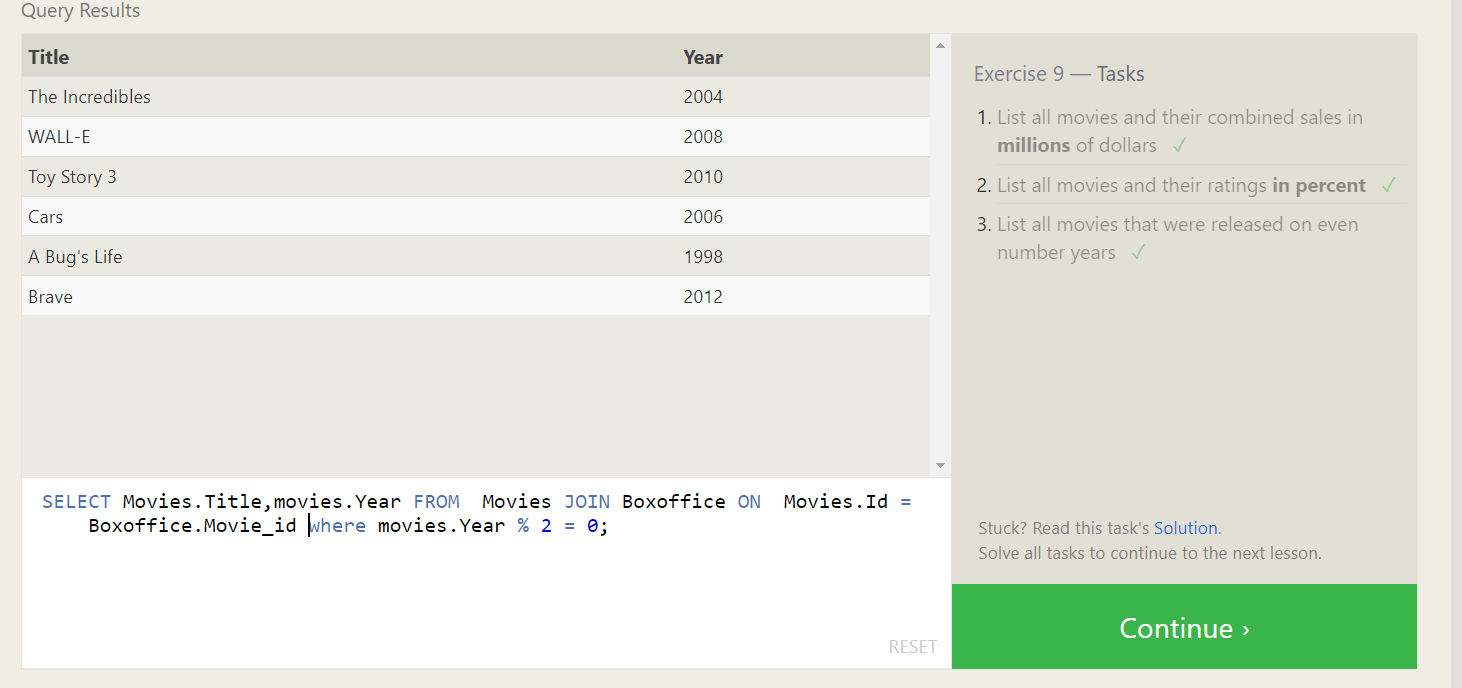 Query Results
Title Year
The Incredibles 2004
WALL-E 2008
Toy Story 3 2010
Cars 2006
A Bug's Life 1998
Brave 2012
SELECT Movies.Title,movies.Year FROM  Movies JOIN Boxoffice ON  Movies.Id =
Boxoffice.Movie_id where movies.Year % 2 = 0;
RESET
Exercise 9 — Tasks
1. List all movies and their combined sales in
millions of dollars ✓
2. List all movies and their ratings in percent ✓
3. List all movies that were released on even
number years ✓
Stuck? Read this task's Solution.
Solve all tasks to continue to the next lesson.
Continue ›